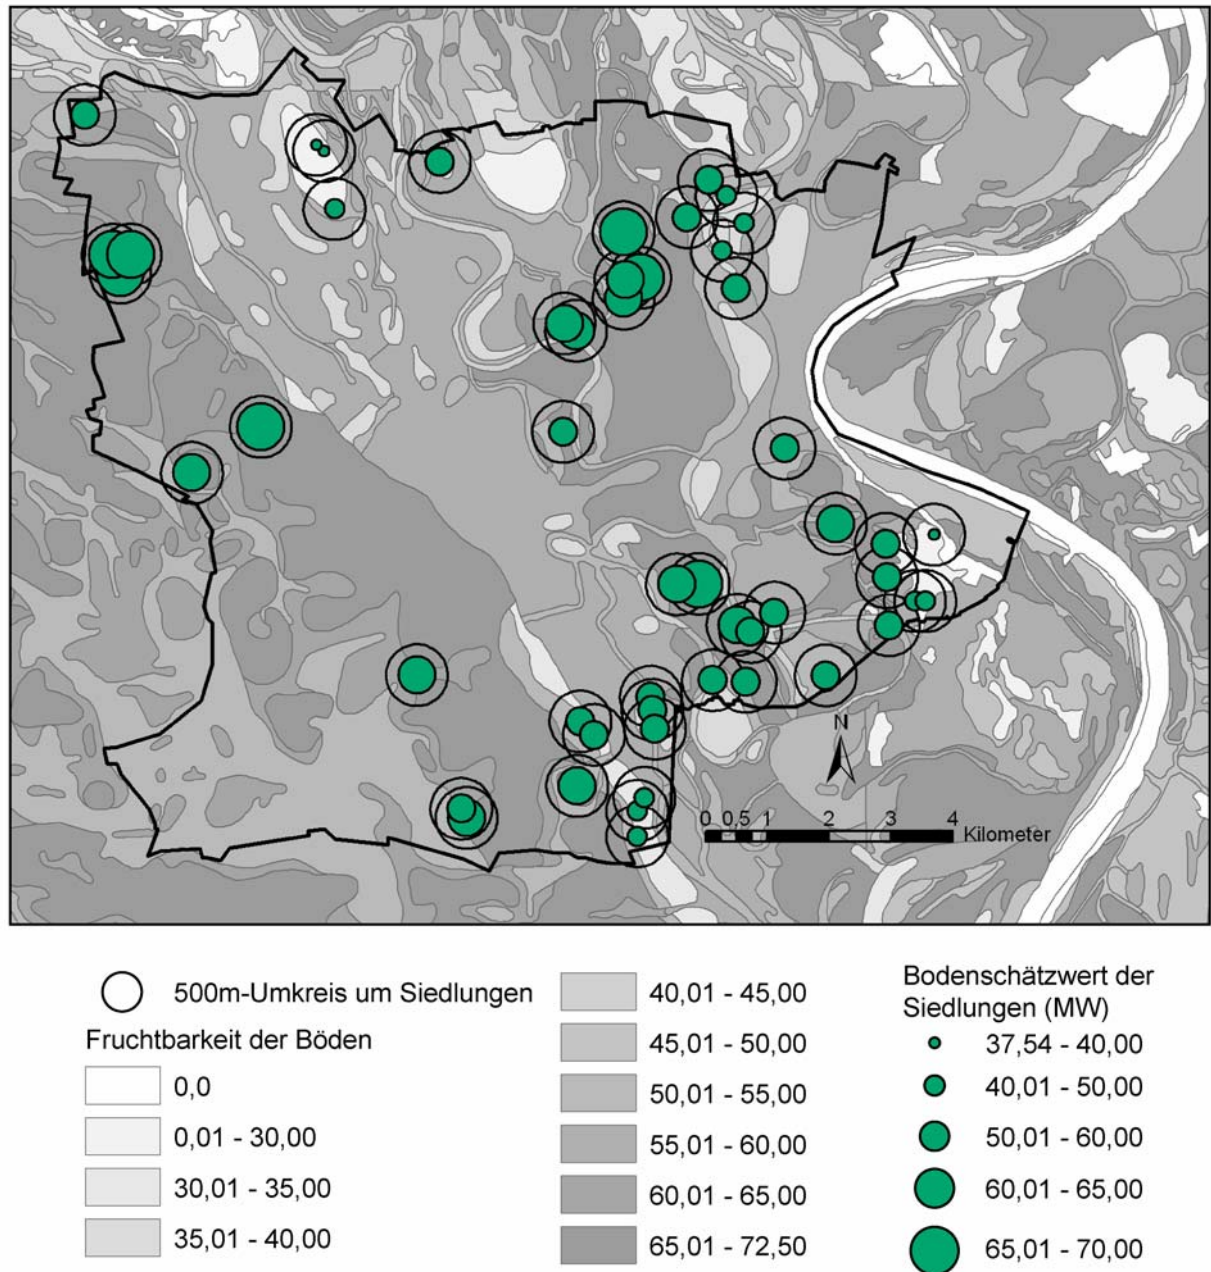 N
0 0,5 1 2 3 4
Kilometer
500m-Umkreis um Siedlungen
Fruchtbarkeit der Böden
0,0
0,01 - 30,00
30,01 - 35,00
35,01 - 40,00
40,01 - 45,00
45,01 - 50,00
50,01 - 55,00
55,01 - 60,00
60,01 - 65,00
65,01 - 72,50
Bodenschätzwert der
Siedlungen (MW)
37,54 - 40,00
40,01 - 50,00
50,01 - 60,00
60,01 - 65,00
65,01 - 70,00